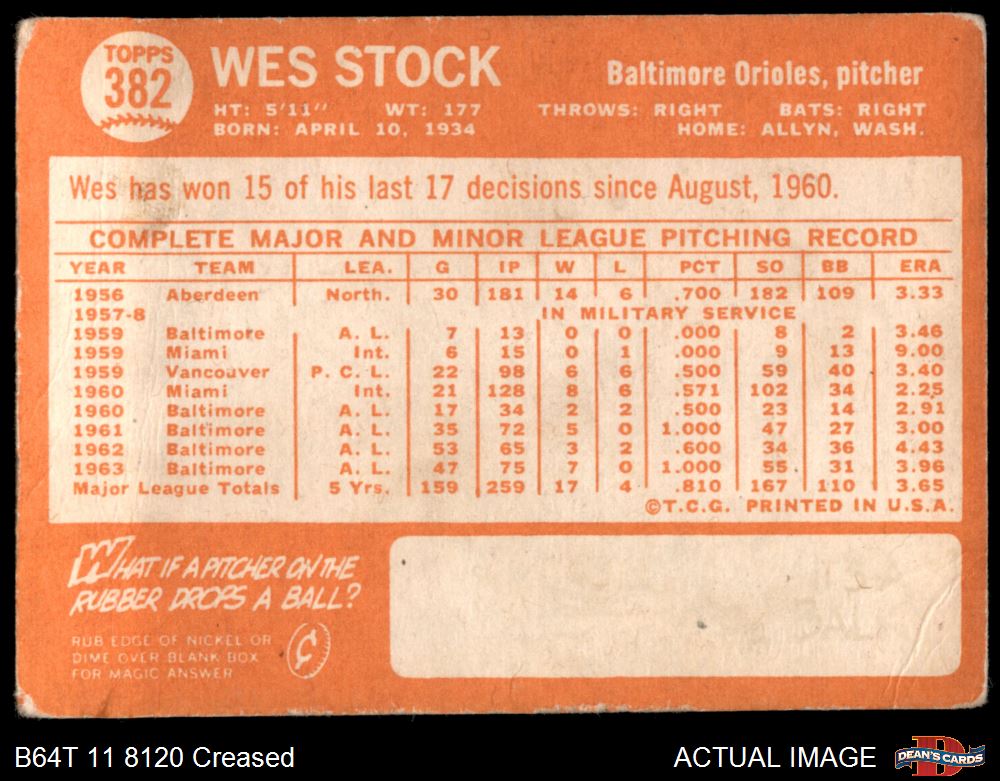 TOPPS
382
WES STOCK
Baltimore Orioles, pitcher
HT: 5'11" WT: 177 THROWS: RIGHT BATS: RIGHT
BORN: APRIL 10, 1934 HOME: ALLYN, WASH.
Wes has won 15 of his last 17 decisions since August, 1960.
COMPLETE MAJOR AND MINOR LEAGUE PITCHING RECORD
YEAR TEAM LEA. G IP W L PCT SO BB ERA
1956 Aberdeen North. 30 181 14 6 .700 182 109 3.33
1957-8 IN MILITARY SERVICE
1959 Baltimore A. L. 7 13 0 0 .000 8 2 3.46
1959 Miami Int. 6 15 0 1 .000 9 13 9.00
1959 Vancouver P. C. L. 22 98 6 6 .500 59 40 3.40
1960 Miami Int. 21 128 8 6 .571 102 34 2.25
1960 Baltimore A. L. 17 34 2 2 .500 23 14 2.91
1961 Baltimore A. L. 35 72 5 0 1.000 47 27 3.00
1962 Baltimore A. L. 53 65 3 2 .600 34 36 4.43
1963 Baltimore A. L. 47 75 7 0 1.000 55 31 3.96
Major League Totals 5 Yrs. 159 259 17 4 .810 167 110 3.65
©T.C.G. PRINTED IN U.S.A.
WHAT IF A PITCHER ON THE
RUBBER DROPS A BALL?
RUB EDGE OF NICKEL OR
DIME OVER BLANK BOX
FOR MAGIC ANSWER
¢
B64T 11 8120 Creased
ACTUAL IMAGE
D
DEAN'S CARDS